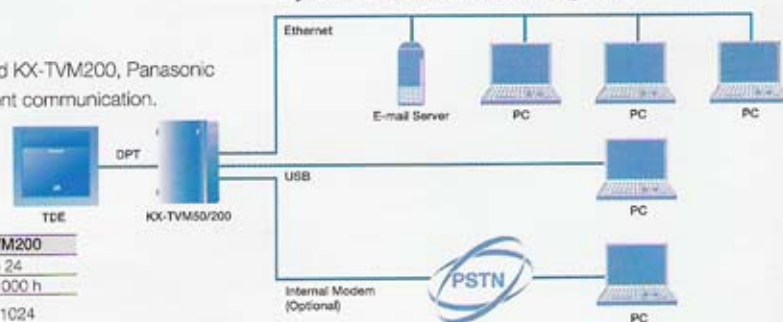 Ethernet
d KX-TVM200, Panasonic
nt communication.
E-mail Server
PC
PC
PC
DPT
USB
TDE
KX-TVM50/200
PC
VM200
24
000 h
1024
Internal Modem
(Optional)
PSTN
PC